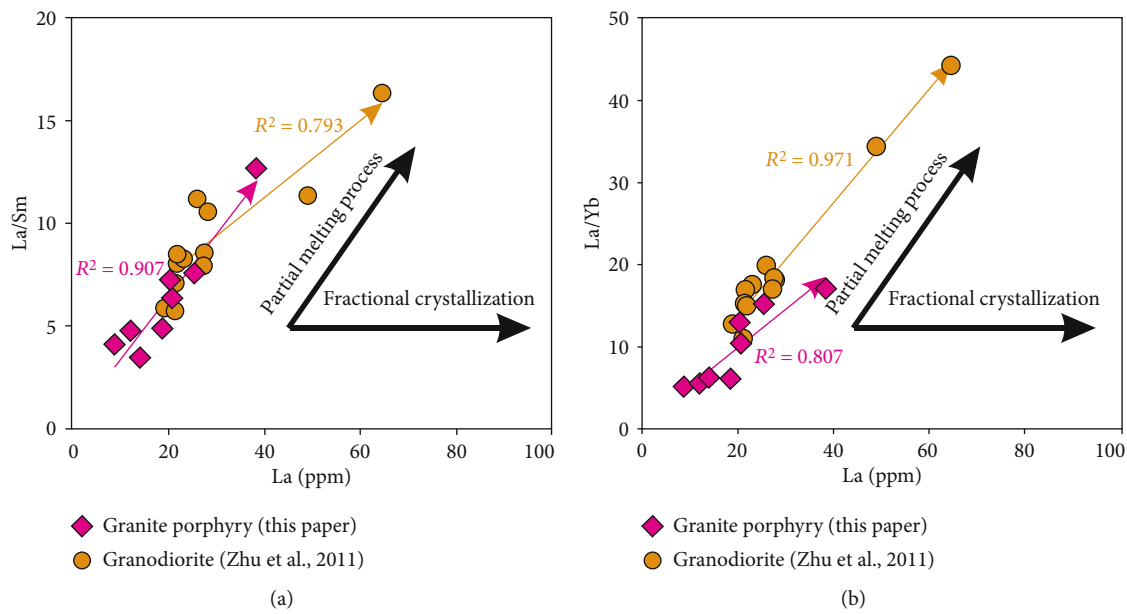 20
15
10
5
0
La/Sm
R² = 0.793
R² = 0.907
Partial melting process
Fractional crystallization
0 20 40 60 80 100
La (ppm)
Granite porphyry (this paper)
Granodiorite (Zhu et al., 2011)
(a)
50
40
30
20
10
0
La/Yb
R² = 0.971
R² = 0.807
Partial melting process
Fractional crystallization
0 20 40 60 80 100
La (ppm)
Granite porphyry (this paper)
Granodiorite (Zhu et al., 2011)
(b)